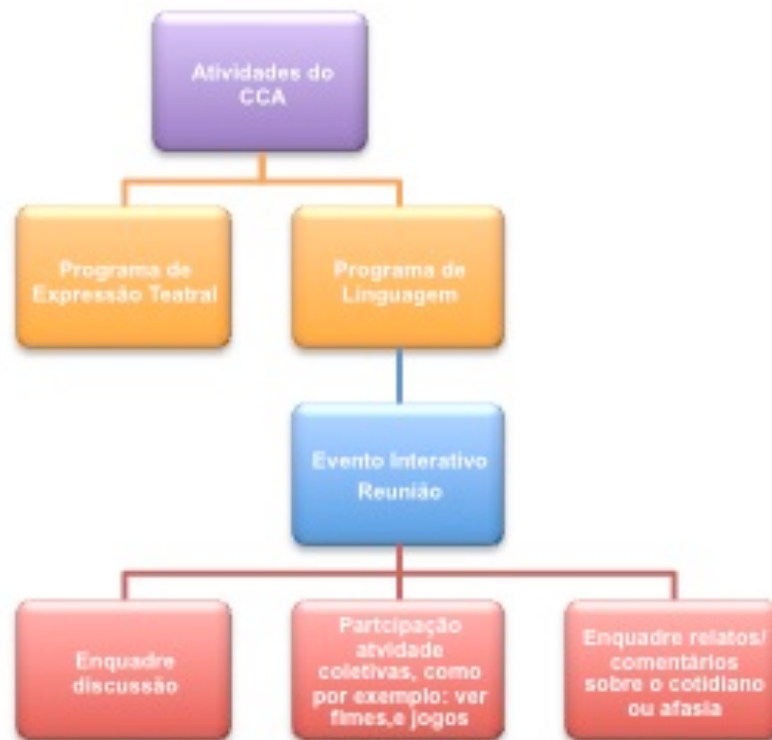 Atividades do
CCA
Programa de
Expressão Teatral
Programa de
Linguagem
Evento Interativo
Reunião
Enquadre
discussão
Partcipação
atvidade
coletivas, como
por exemplo: ver
fimes,e jogos
Enquadre relatos/
comentários
sobre o cotidiano
ou afasia